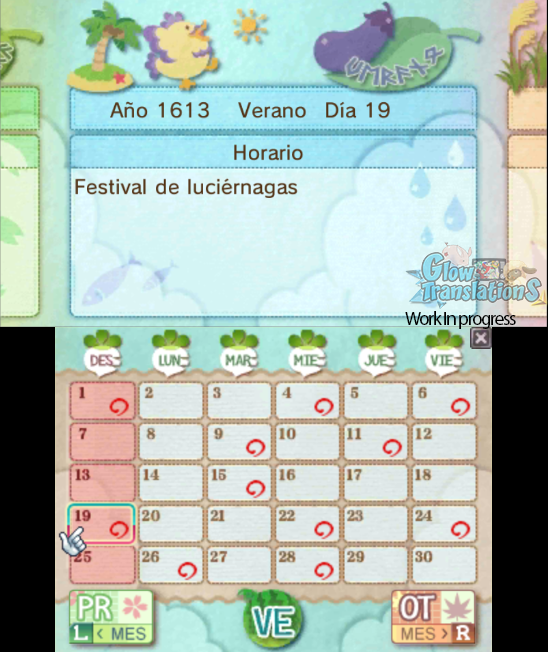 Año 1613 Verano Día 19
Horario
Festival de luciérnagas
Glow
Translations
Work In progress
DES LUN MAR MIE JUE VIE
1 2 3 4 5 6
7 8 9 10 11 12
13 14 15 16 17 18
19 20 21 22 23 24
25 26 27 28 29 30
PR VE OT
L < MES MES > R